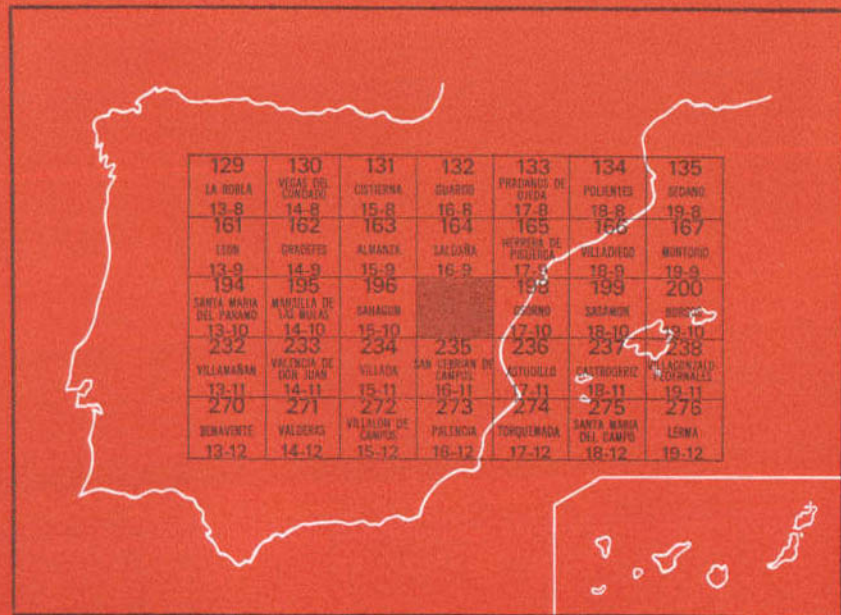 129 130 131 132 133 134 135
LA ROBLA VEGAS DEL CONDADO CISTIERNA GUARDO PRADANOS DE OJEDA POLIENTES SEDANO
13-8 14-8 15-8 16-8 17-8 18-8 19-8
161 162 163 164 165 166 167
LEON GRADEFES ALMANZA SALDAÑA HERRERA DE PISUERGA VILLADIEGO MONTORIO
13-9 14-9 15-9 16-9 17-9 18-9 19-9
194 195 196 198 199 200
SANTA MARIA DEL PARAMO MANSILLA DE LAS MULAS SAHAGUN OSORNO SASAMON BURGOS
13-10 14-10 15-10 17-10 18-10 19-10
232 233 234 235 236 237 238
VILLAMAÑAN VALENCIA DE DON JUAN VILLADA SAN CEBRIAN DE CAMPOS ASTUDILLO CASTROGERIZ VILLAGONZALO PEDERNALES
13-11 14-11 15-11 16-11 17-11 18-11 19-11
270 271 272 273 274 275 276
BENAVENTE VALDERAS VILLALON DE CAMPOS PALENCIA TORQUEMADA SANTA MARIA DEL CAMPO LERMA
13-12 14-12 15-12 16-12 17-12 18-12 19-12